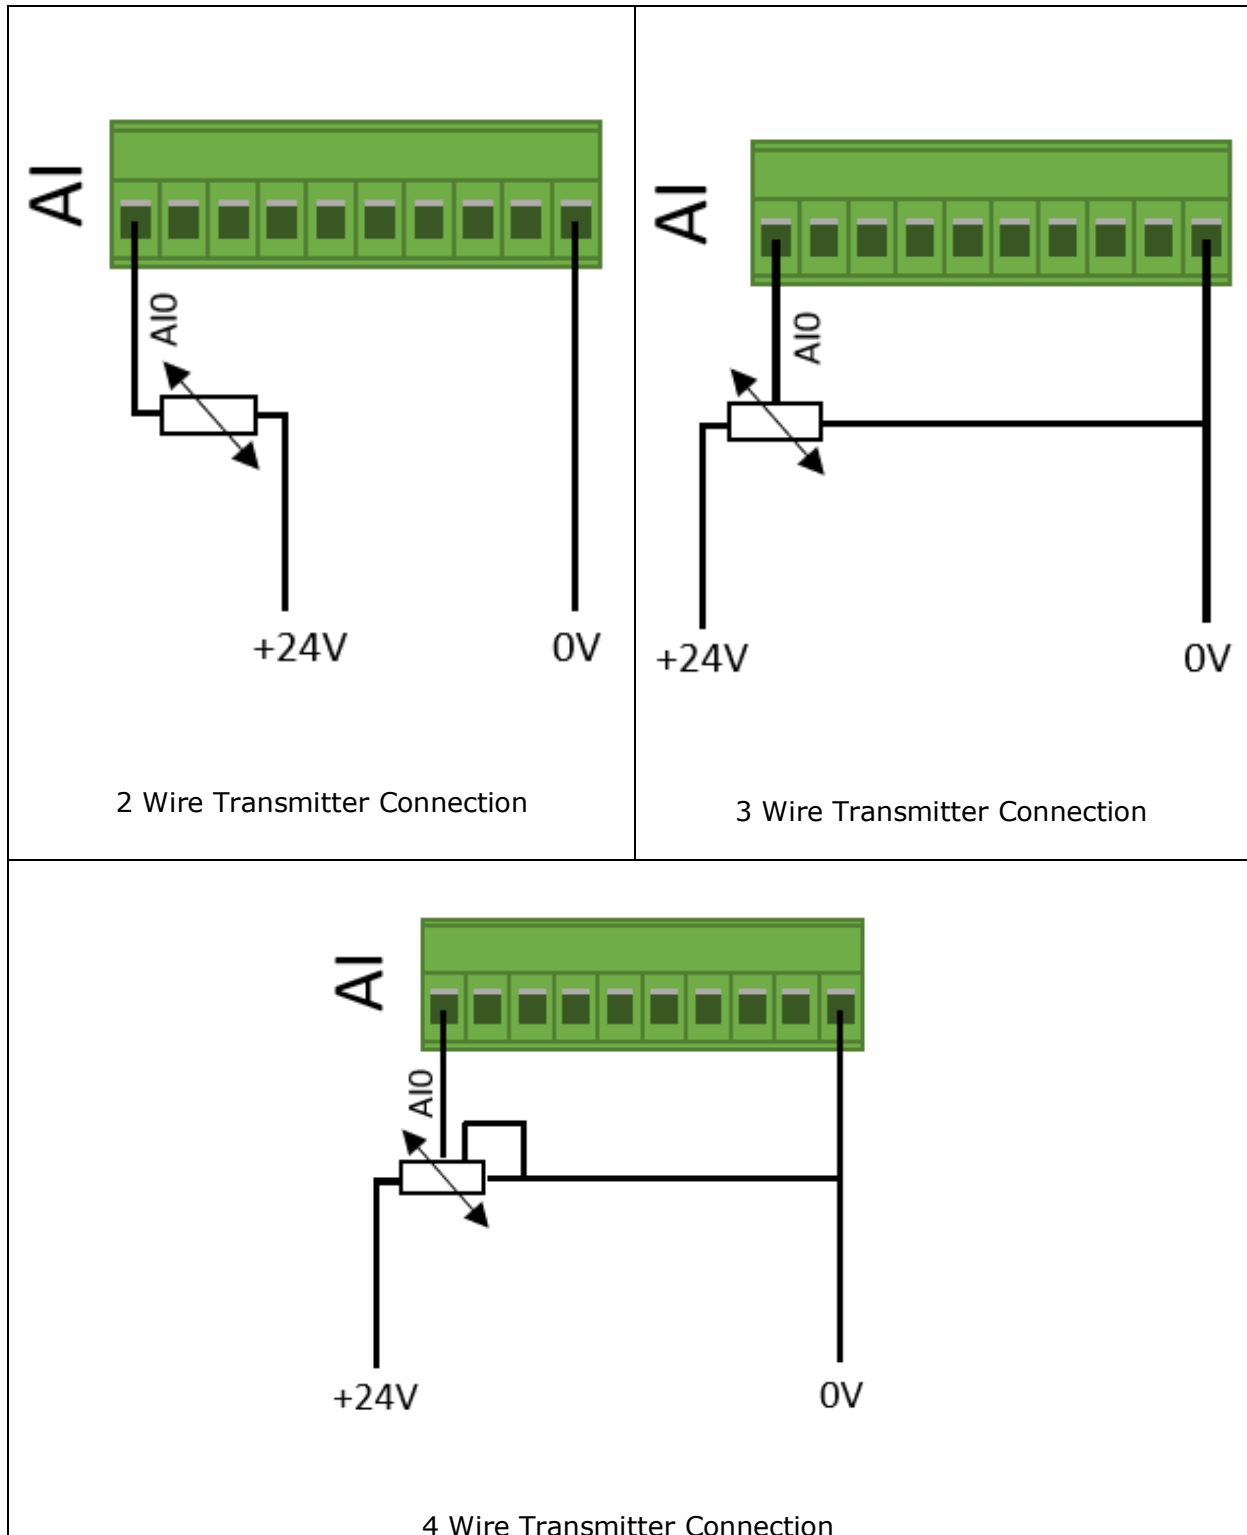 AI
AI0
+24V
0V
2 Wire Transmitter Connection
AI
AI0
+24V
0V
3 Wire Transmitter Connection
AI
AI0
+24V
0V
4 Wire Transmitter Connection